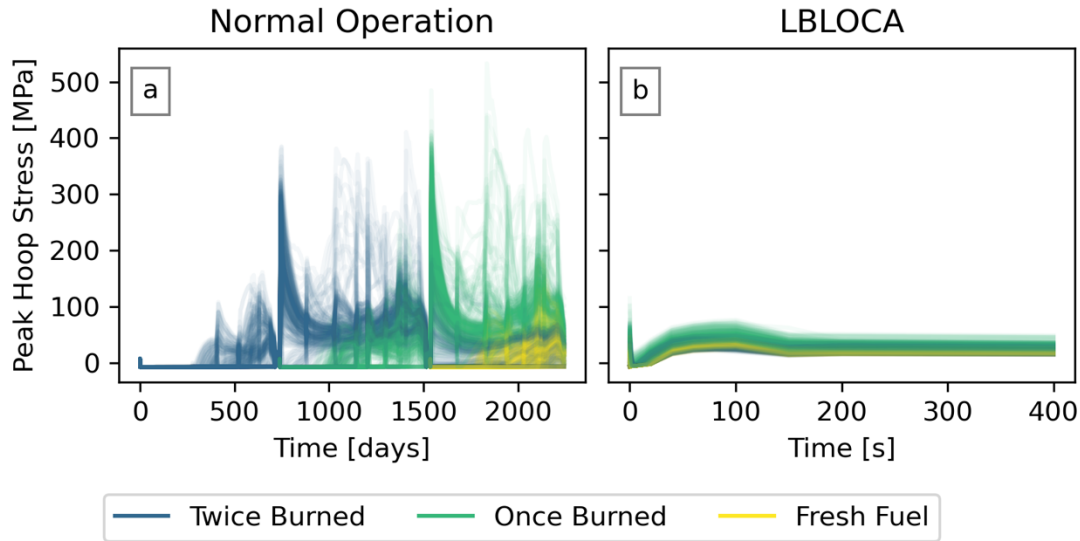 Normal Operation
LBLOCA
Peak Hoop Stress [MPa]
500
400
300
200
100
0
a
b
0
500
1000
1500
2000
Time [days]
0
100
200
300
400
Time [s]
Twice Burned
Once Burned
Fresh Fuel